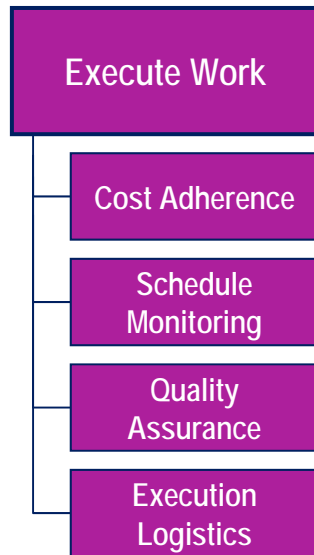 Execute Work
Cost Adherence
Schedule
Monitoring
Quality
Assurance
Execution
Logistics